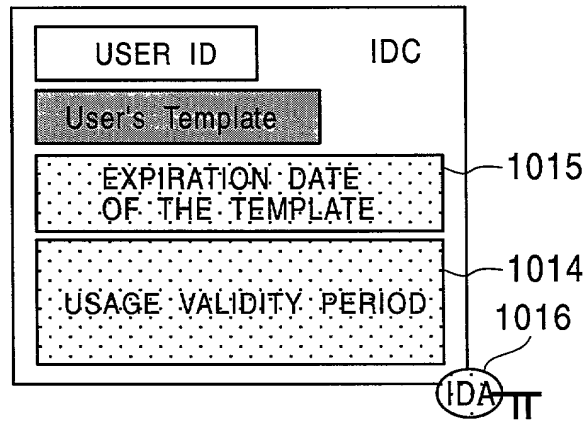 USER ID
IDC
User's Template
EXPIRATION DATE
OF THE TEMPLATE
1015
USAGE VALIDITY PERIOD
1014
1016
IDA